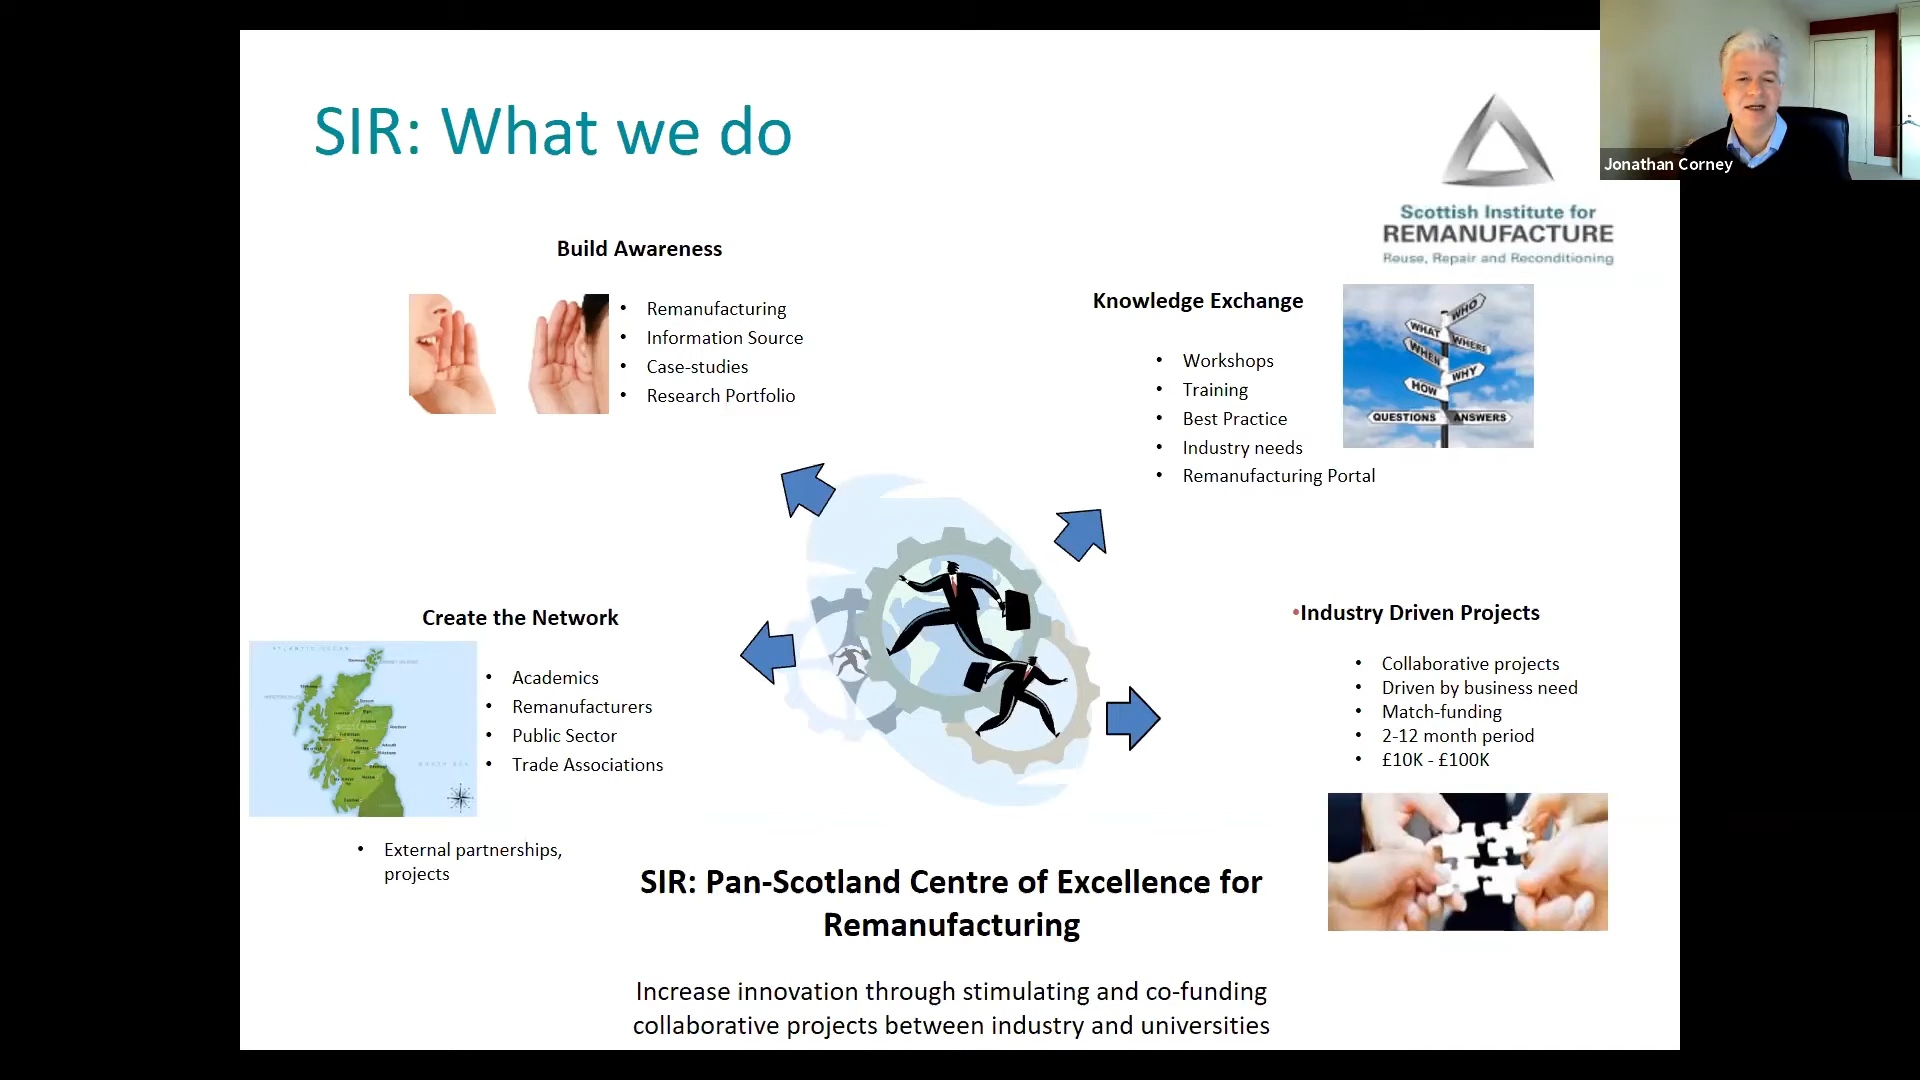 SIR: What we do
Jonathan Corney
Scottish Institute for
REMANUFACTURE
Reuse, Repair and Reconditioning
Build Awareness
• Remanufacturing
• Information Source
• Case-studies
• Research Portfolio
Knowledge Exchange
• Workshops
• Training
• Best Practice
• Industry needs
• Remanufacturing Portal
WHO
WHAT
WHERE
WHEN
WHY
HOW
QUESTIONS ANSWERS
Create the Network
• Academics
• Remanufacturers
• Public Sector
• Trade Associations
• External partnerships,
projects
•Industry Driven Projects
• Collaborative projects
• Driven by business need
• Match-funding
• 2-12 month period
• £10K - £100K
SIR: Pan-Scotland Centre of Excellence for
Remanufacturing
Increase innovation through stimulating and co-funding
collaborative projects between industry and universities